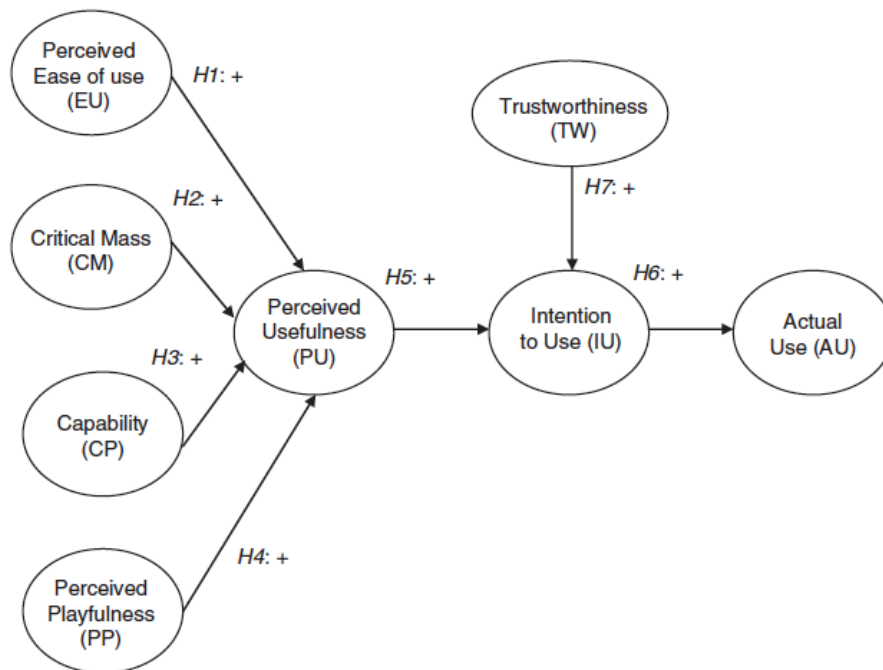 Perceived
Ease of use
(EU)
H1: +
Trustworthiness
(TW)
H2: +
H7: +
Critical Mass
(CM)
H5: +
H6: +
Perceived
Usefulness
(PU)
Intention
to Use (IU)
Actual
Use (AU)
H3: +
Capability
(CP)
H4: +
Perceived
Playfulness
(PP)